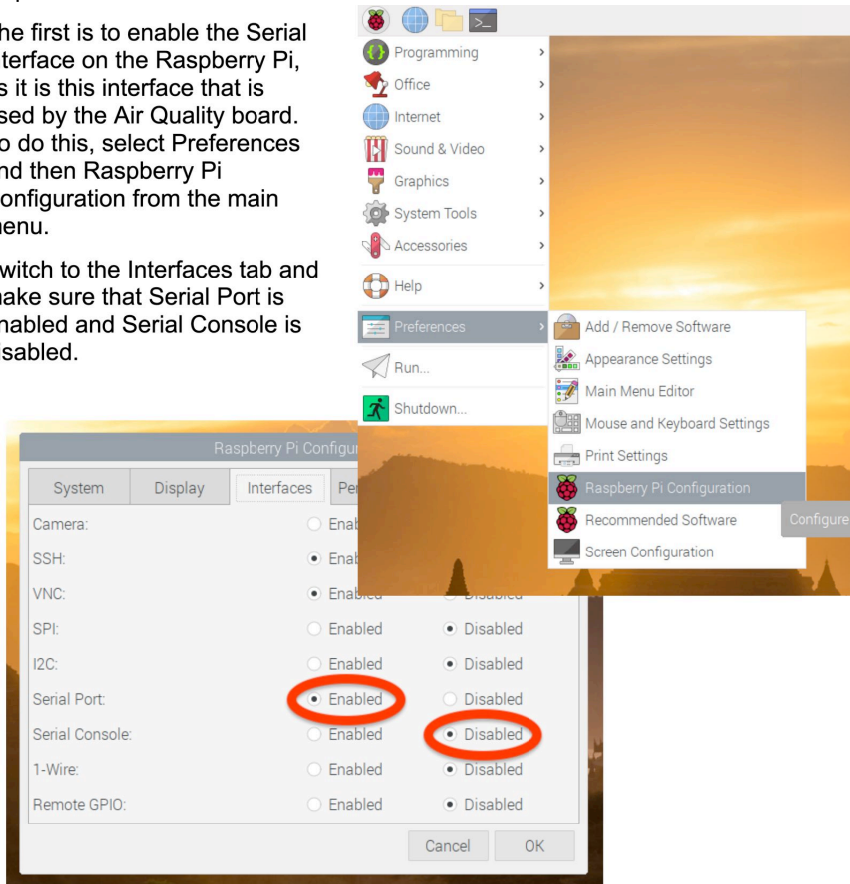 he first is to enable the Serial
nterface on the Raspberry Pi,
s it is this interface that is
sed by the Air Quality board.
o do this, select Preferences
nd then Raspberry Pi
onfiguration from the main
enu.
witch to the Interfaces tab and
ake sure that Serial Port is
nabled and Serial Console is
isabled.
Programming
Office
Internet
Sound & Video
Graphics
System Tools
Accessories
Help
Preferences
Run...
Shutdown...
Add / Remove Software
Appearance Settings
Main Menu Editor
Mouse and Keyboard Settings
Print Settings
Raspberry Pi Configuration
Recommended Software
Screen Configuration
Configure
Raspberry Pi Configu
System Display Interfaces Per
Camera: Enab
SSH: Enab
VNC: Enabled Disabled
SPI: Enabled Disabled
I2C: Enabled Disabled
Serial Port: Enabled Disabled
Serial Console: Enabled Disabled
1-Wire: Enabled Disabled
Remote GPIO: Enabled Disabled
Cancel OK